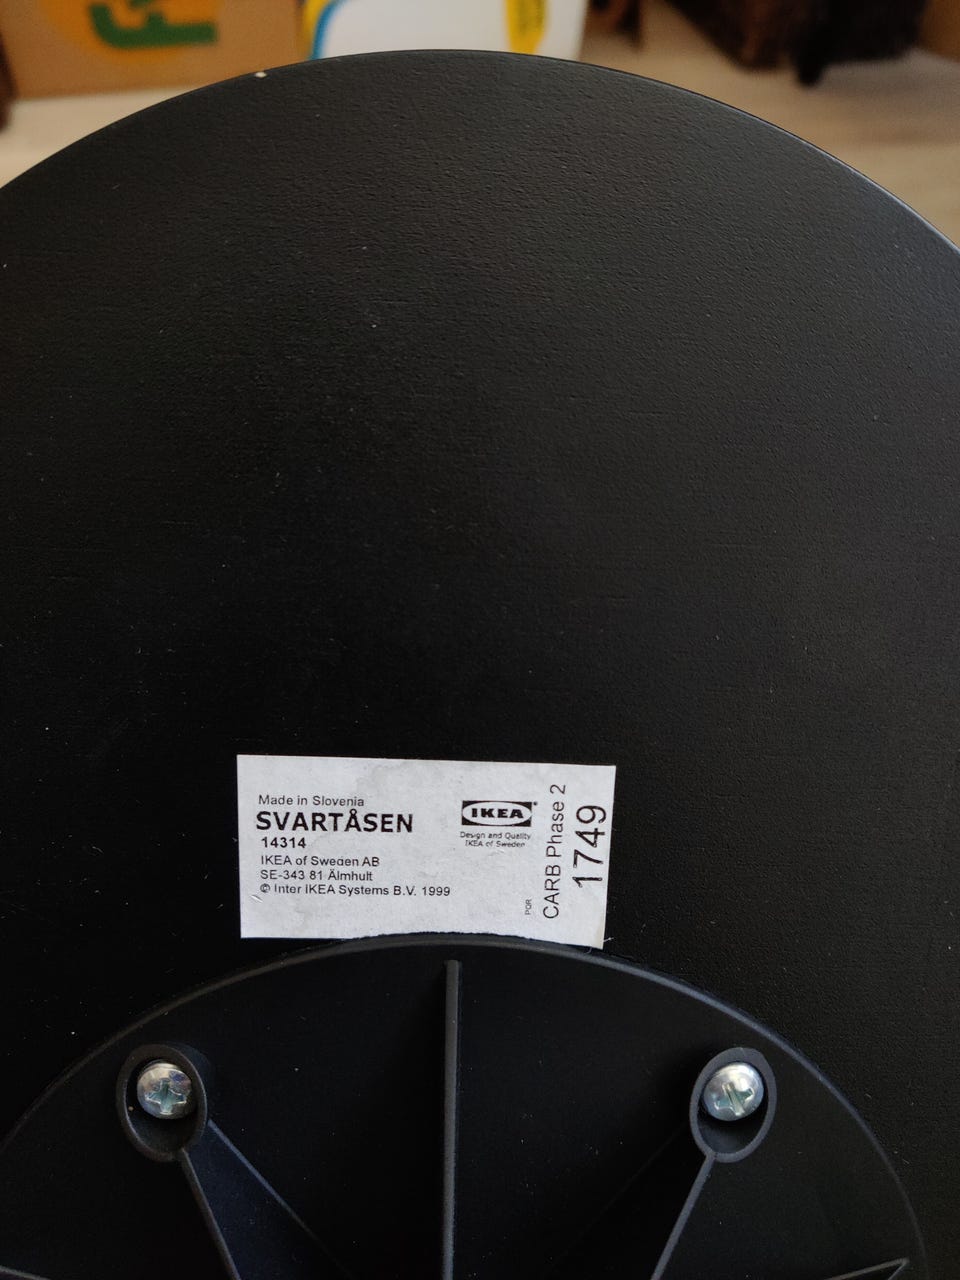 Made in Slovenia
SVARTÅSEN
14314
IKEA of Sweden AB
SE-343 81 Älmhult
© Inter IKEA Systems B.V. 1999
IKEA®
Design and Quality
IKEA of Sweden
PQR
CARB Phase 2
1749